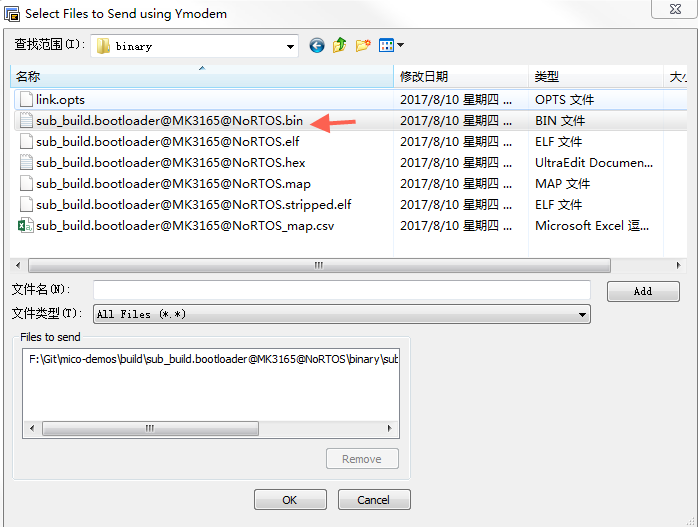 Select Files to Send using Ymodem
查找范围(I): binary
名称 修改日期 类型 大小
link.opts 2017/8/10 星期四 ... OPTS 文件
sub_build.bootloader@MK3165@NoRTOS.bin 2017/8/10 星期四 ... BIN 文件
sub_build.bootloader@MK3165@NoRTOS.elf 2017/8/10 星期四 ... ELF 文件
sub_build.bootloader@MK3165@NoRTOS.hex 2017/8/10 星期四 ... UltraEdit Documen...
sub_build.bootloader@MK3165@NoRTOS.map 2017/8/10 星期四 ... MAP 文件
sub_build.bootloader@MK3165@NoRTOS.stripped.elf 2017/8/10 星期四 ... ELF 文件
sub_build.bootloader@MK3165@NoRTOS_map.csv 2017/8/10 星期四 ... Microsoft Excel 逗...
文件名(N): Add
文件类型(T): All Files (*.*)
Files to send
F:\Git\mico-demos\build\sub_build.bootloader@MK3165@NoRTOS\binary\sub
Remove
OK Cancel